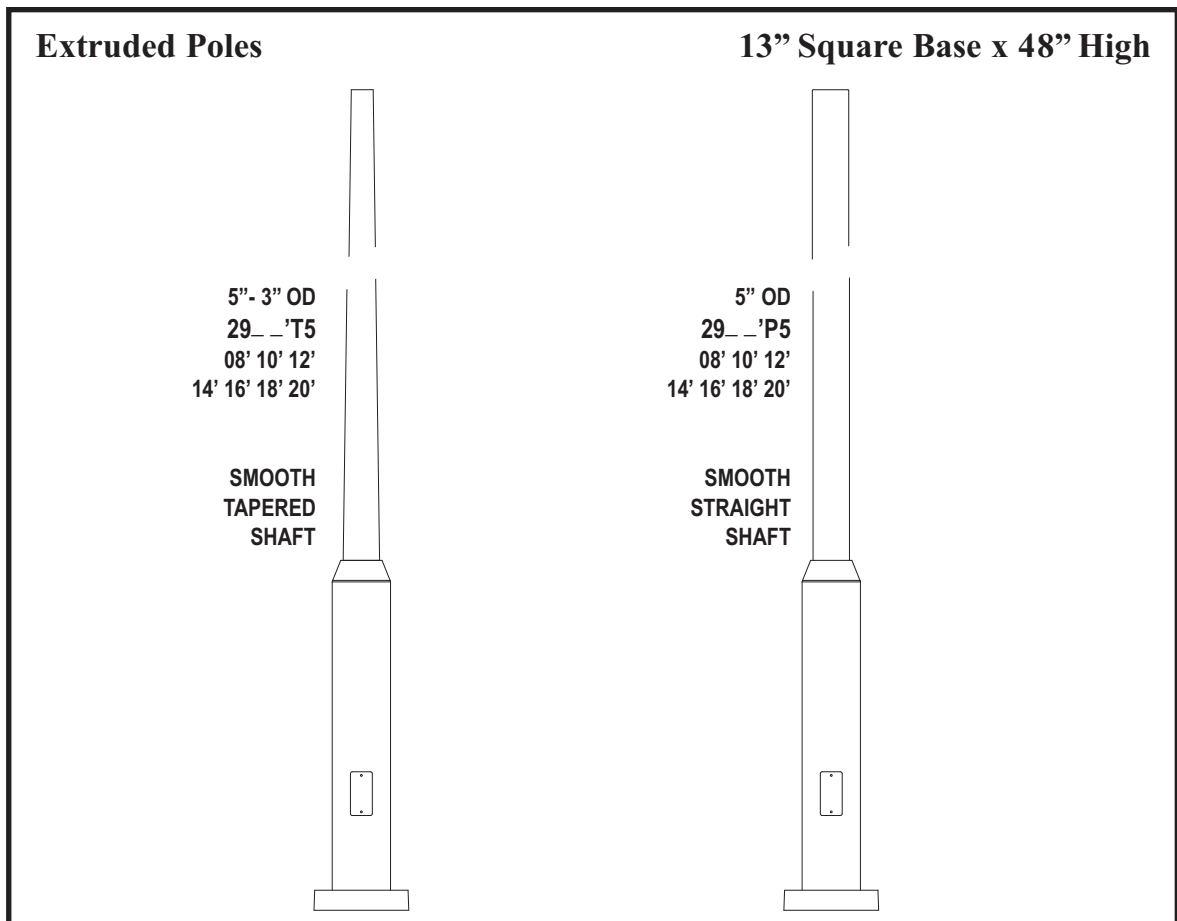 Extruded Poles
13” Square Base x 48” High
5”- 3” OD
29_ _’T5
08’ 10’ 12’
14’ 16’ 18’ 20’
SMOOTH
TAPERED
SHAFT
5” OD
29_ _’P5
08’ 10’ 12’
14’ 16’ 18’ 20’
SMOOTH
STRAIGHT
SHAFT